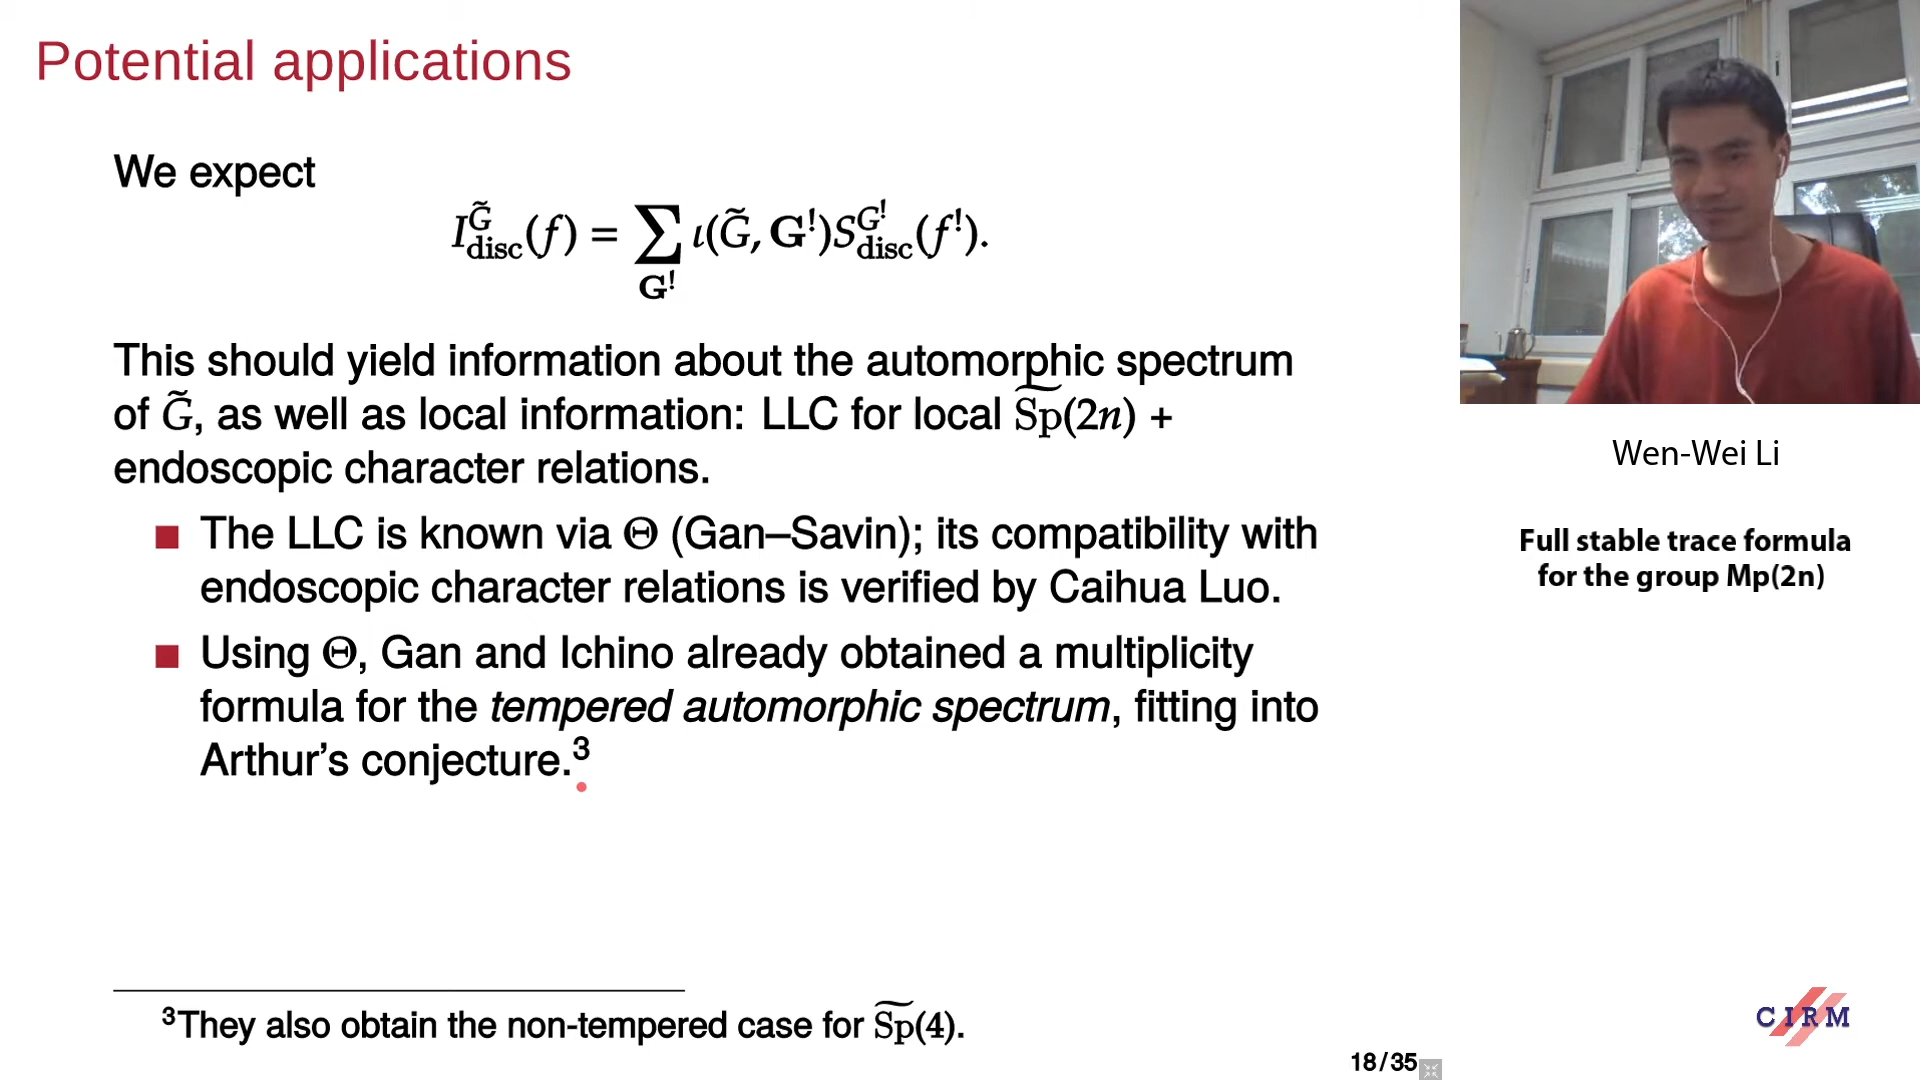 Potential applications
We expect
I^{G̃}_{disc}(f) = ∑_{G^!} ι(G̃, G^!)S^{G^!}_{disc}(f^!).
This should yield information about the automorphic spectrum
of G̃, as well as local information: LLC for local S͠p(2n) +
endoscopic character relations.
■ The LLC is known via Θ (Gan–Savin); its compatibility with
endoscopic character relations is verified by Caihua Luo.
■ Using Θ, Gan and Ichino already obtained a multiplicity
formula for the tempered automorphic spectrum, fitting into
Arthur’s conjecture.³
³They also obtain the non-tempered case for S͠p(4).
18/35
Wen-Wei Li
Full stable trace formula
for the group Mp(2n)
CIRM